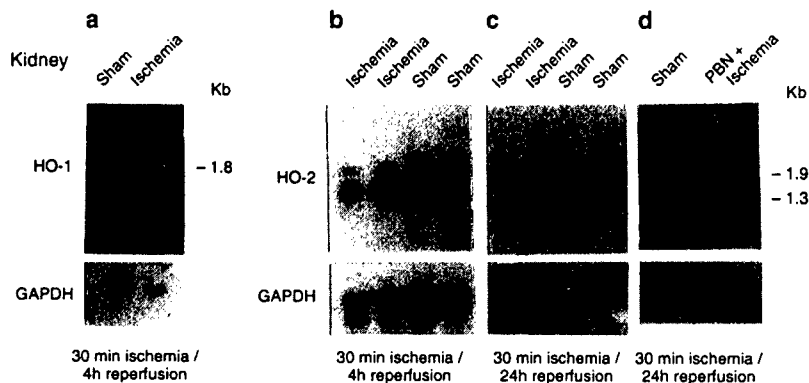 a b c d
Kidney Sham Ischemia Ischemia Ischemia Sham Sham Ischemia Ischemia Sham Sham Sham PBN + Ischemia
Kb Kb
HO-1 – 1.8 HO-2 – 1.9
– 1.3
GAPDH GAPDH
30 min ischemia / 30 min ischemia / 30 min ischemia / 30 min ischemia /
4h reperfusion 4h reperfusion 24h reperfusion 24h reperfusion